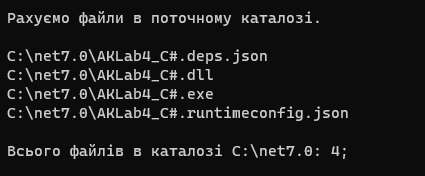 Рахуємо файли в поточному каталозі.
C:\net7.0\AKLab4_C#.deps.json
C:\net7.0\AKLab4_C#.dll
C:\net7.0\AKLab4_C#.exe
C:\net7.0\AKLab4_C#.runtimeconfig.json
Всього файлів в каталозі C:\net7.0: 4;